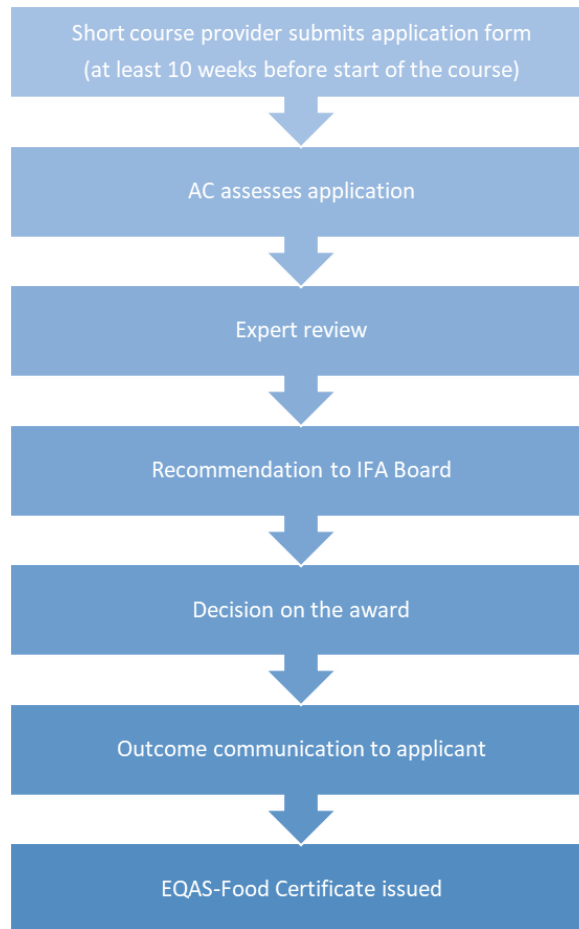 Short course provider submits application form
(at least 10 weeks before start of the course)
AC assesses application
Expert review
Recommendation to IFA Board
Decision on the award
Outcome communication to applicant
EQAS-Food Certificate issued